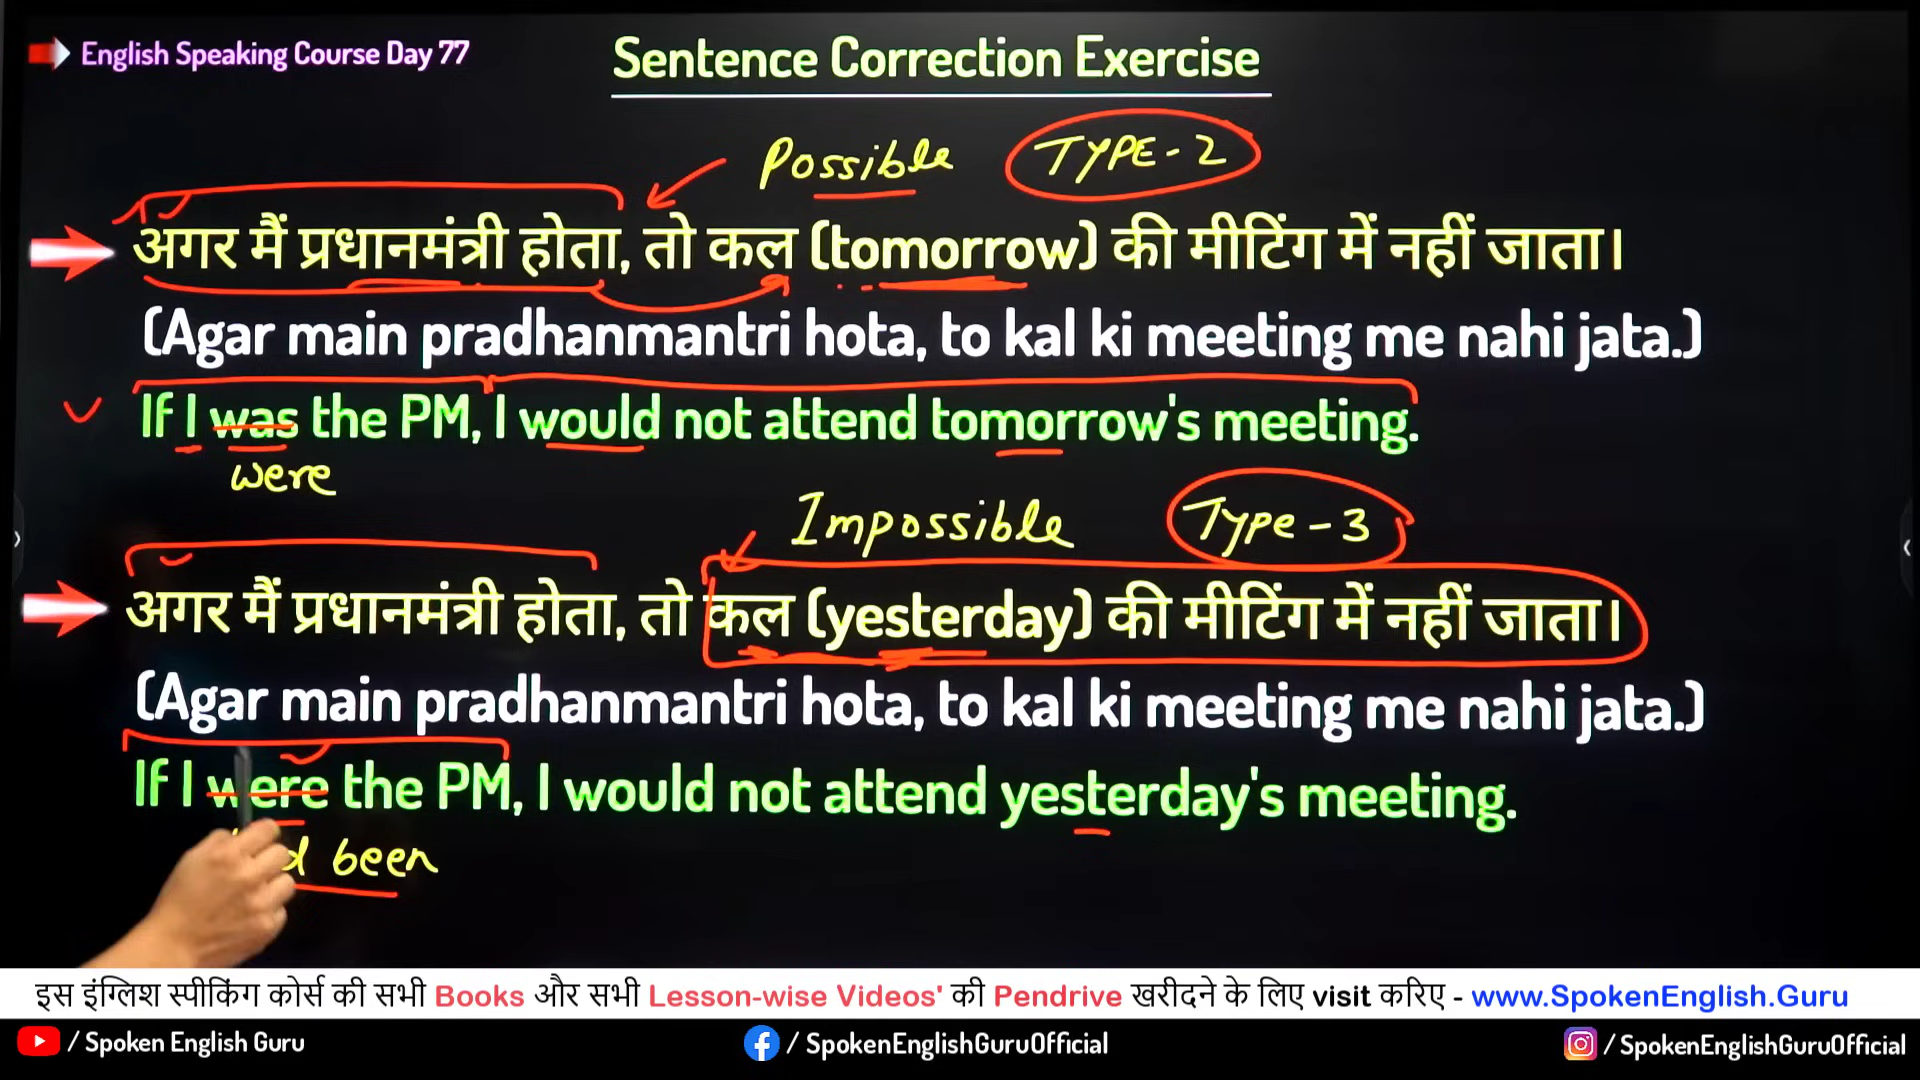 English Speaking Course Day 77
Sentence Correction Exercise
Possible TYPE-2
अगर मैं प्रधानमंत्री होता, तो कल (tomorrow) की मीटिंग में नहीं जाता।
(Agar main pradhanmantri hota, to kal ki meeting me nahi jata.)
If I was the PM, I would not attend tomorrow's meeting.
were
Impossible Type-3
अगर मैं प्रधानमंत्री होता, तो कल (yesterday) की मीटिंग में नहीं जाता।
(Agar main pradhanmantri hota, to kal ki meeting me nahi jata.)
If I were the PM, I would not attend yesterday's meeting.
been
इस इंग्लिश स्पीकिंग कोर्स की सभी Books और सभी Lesson-wise Videos' की Pendrive खरीदने के लिए visit करिए - www.SpokenEnglish.Guru
/ Spoken English Guru / SpokenEnglishGuruOfficial / SpokenEnglishGuruOfficial